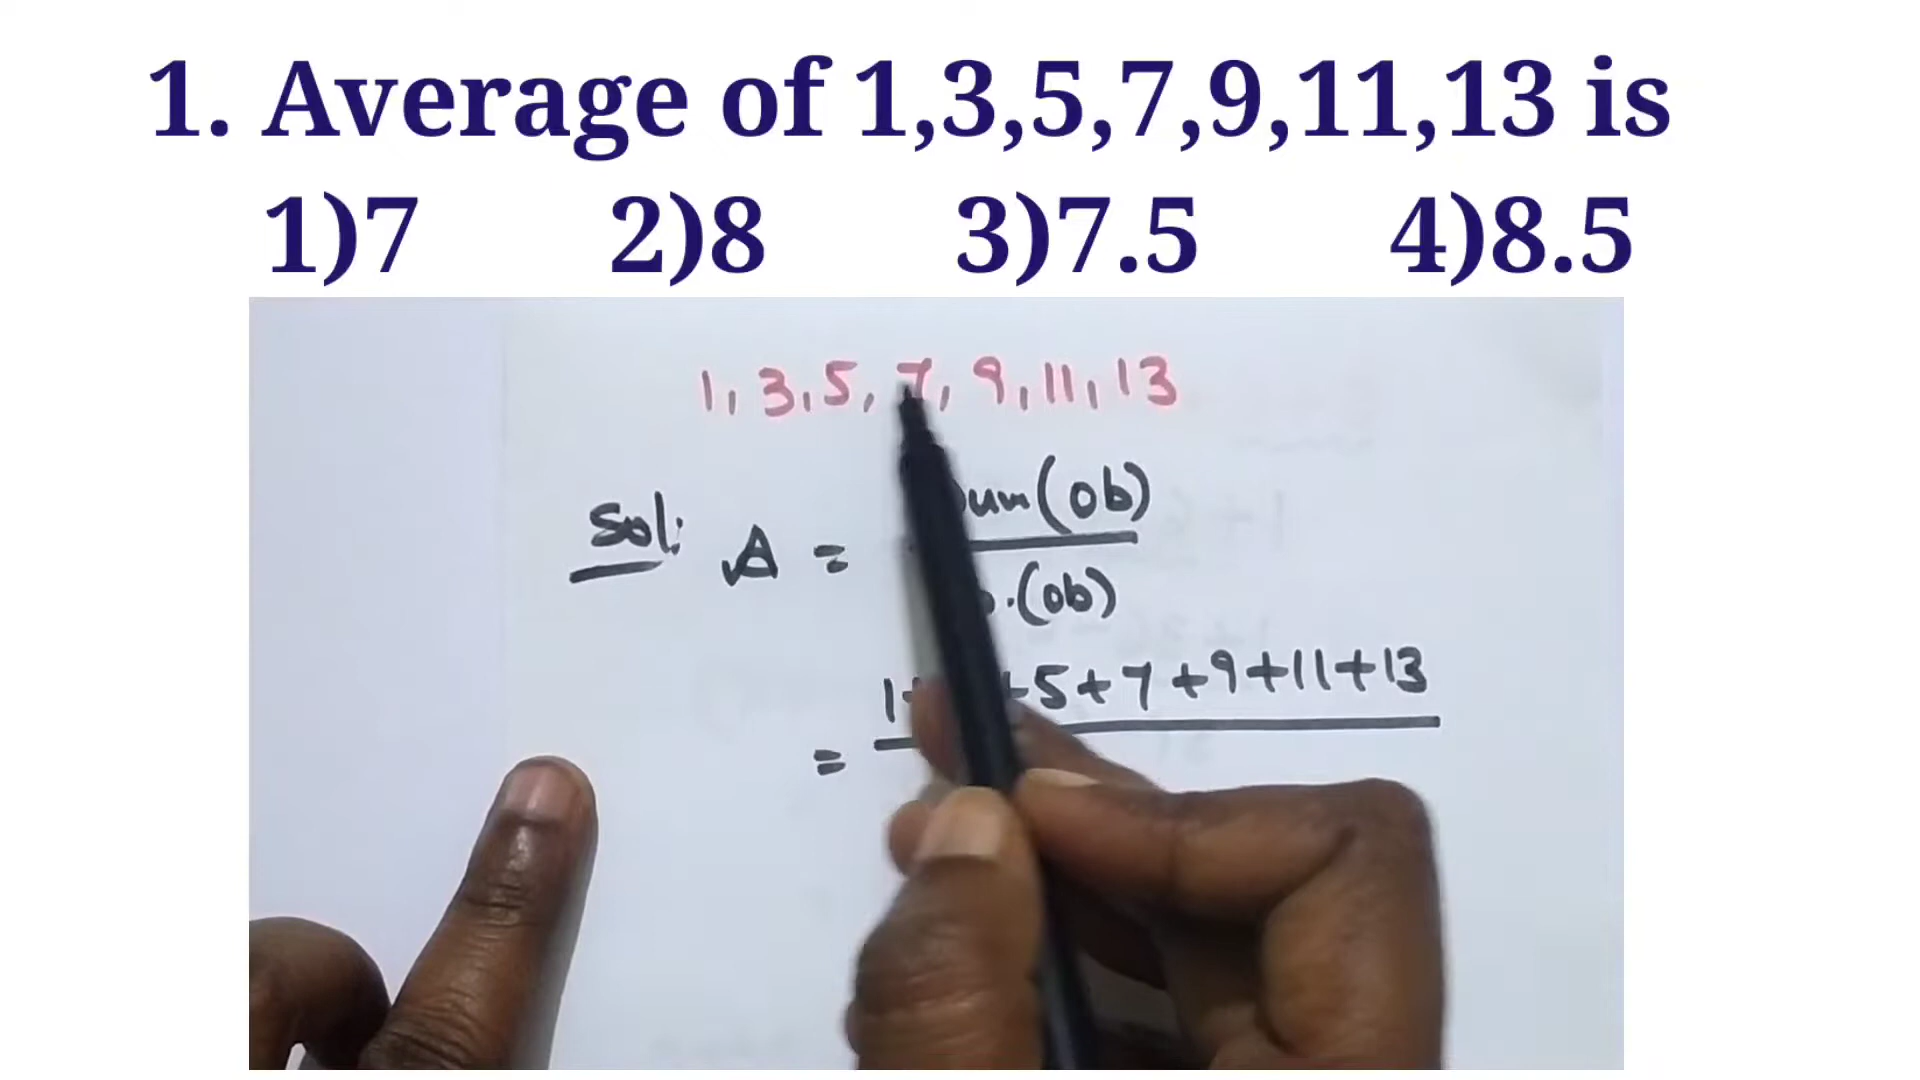 1. Average of 1,3,5,7,9,11,13 is
1)7 2)8 3)7.5 4)8.5
1, 3, 5, 7, 9, 11, 13
Sol: A = (Ob)
(Ob)
= +5+7+9+11+13